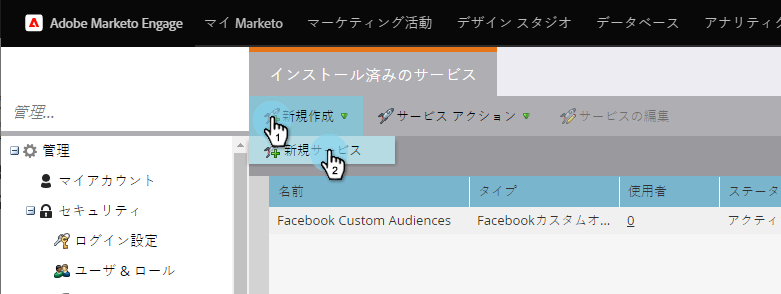 Adobe Marketo Engage マイ Marketo マーケティング活動 デザイン スタジオ データベース アナリティ
インストール済みのサービス
管理...
新規作成 サービス アクション サービスの編集
1
新規サービス
2
管理
名前 タイプ 使用者 ステータ
マイアカウント
Facebook Custom Audiences Facebookカスタムオ... 0 アクティ
セキュリティ
ログイン設定
ユーザ & ロール